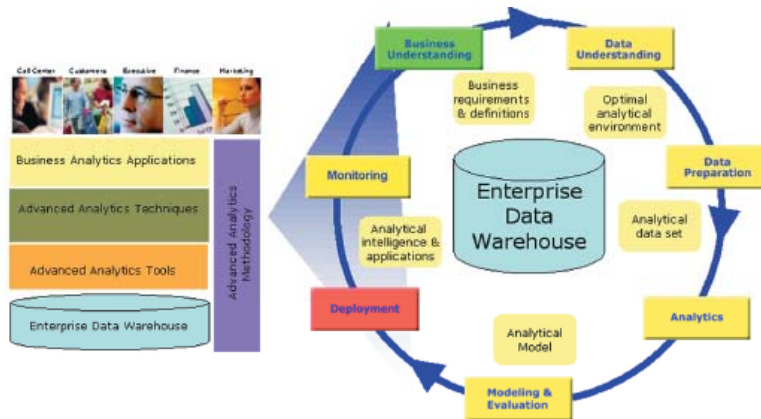 Call Center
Customers
Executive
Finance
Marketing
Business Analytics Applications
Advanced Analytics Techniques
Advanced Analytics Tools
Enterprise Data Warehouse
Advanced Analytics
Methodology
Business
Understanding
Data
Understanding
Business
requirements
& definitions
Optimal
analytical
environment
Monitoring
Data
Preparation
Enterprise
Data
Warehouse
Analytical
intelligence &
applications
Analytical
data set
Deployment
Analytics
Analytical
Model
Modeling &
Evaluation